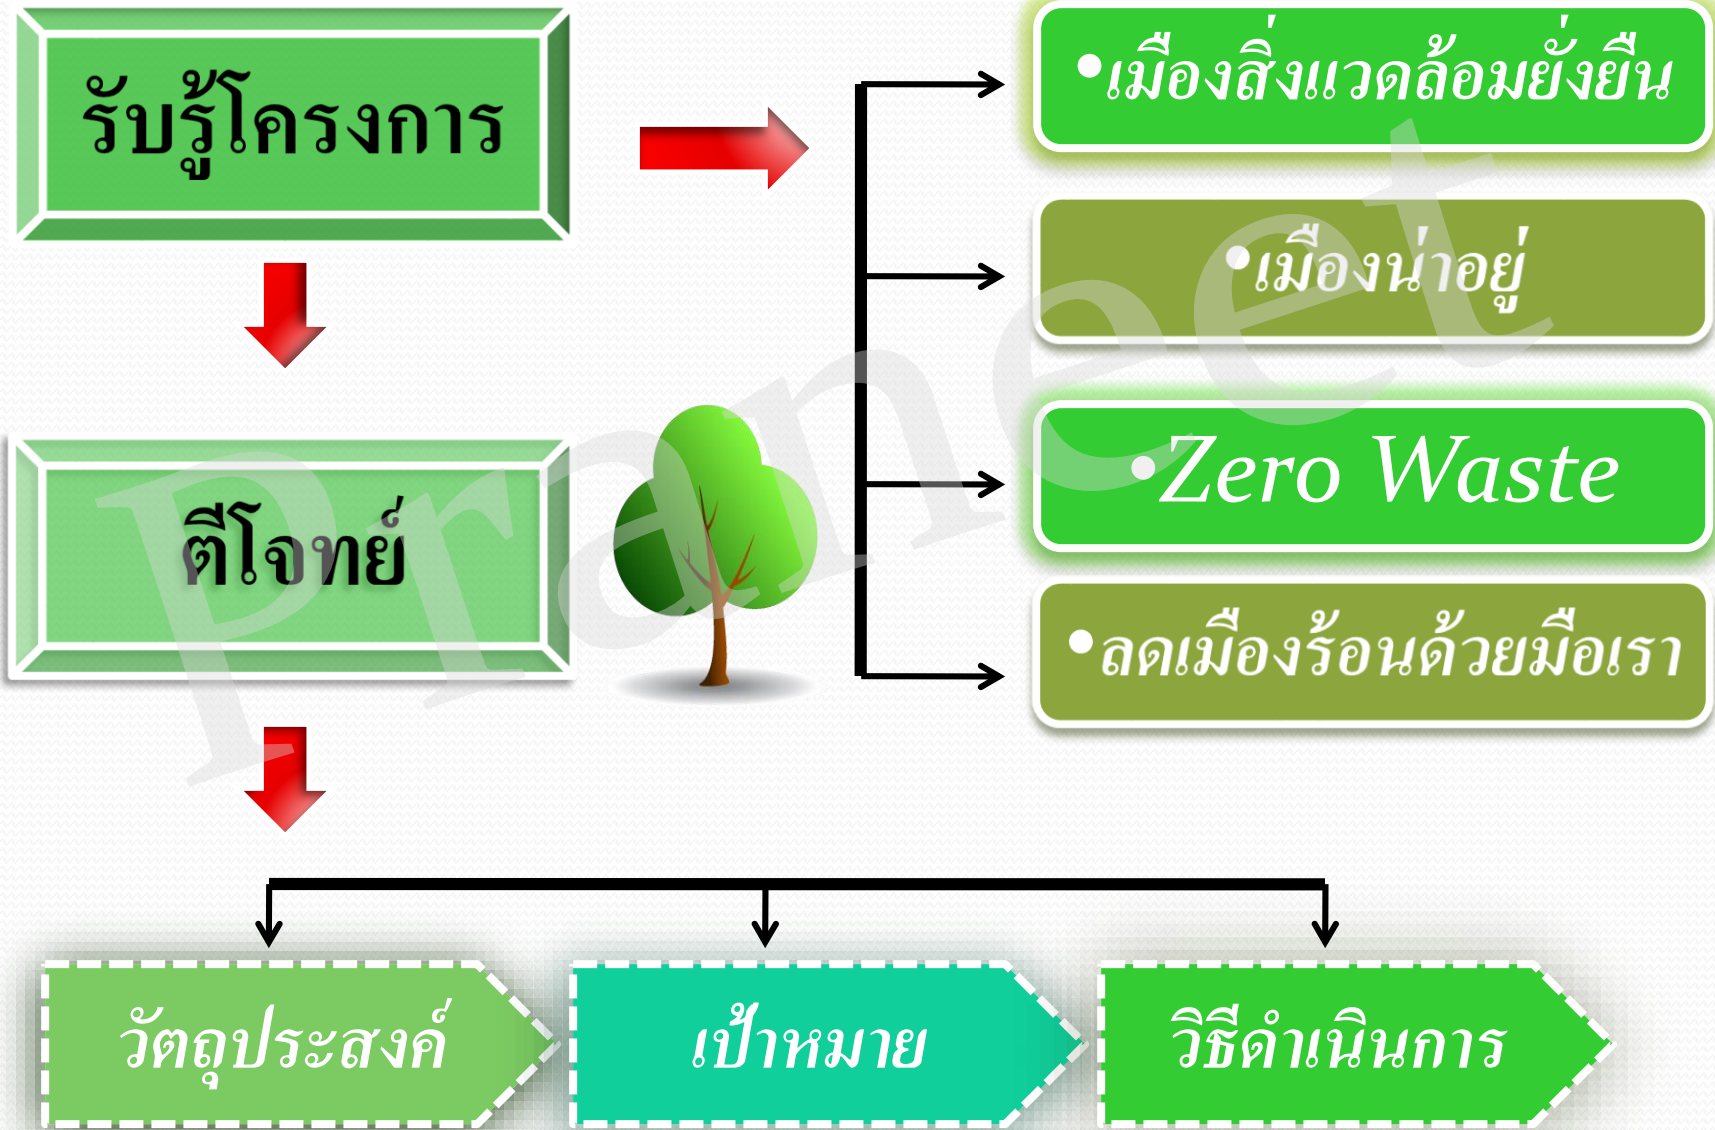 รับรู้โครงการ
•เมืองสิ่งแวดล้อมยั่งยืน
•เมืองน่าอยู่
•Zero Waste
•ลดเมืองร้อนด้วยมือเรา
ตีโจทย์
วัตถุประสงค์
เป้าหมาย
วิธีดำเนินการ
Praneet